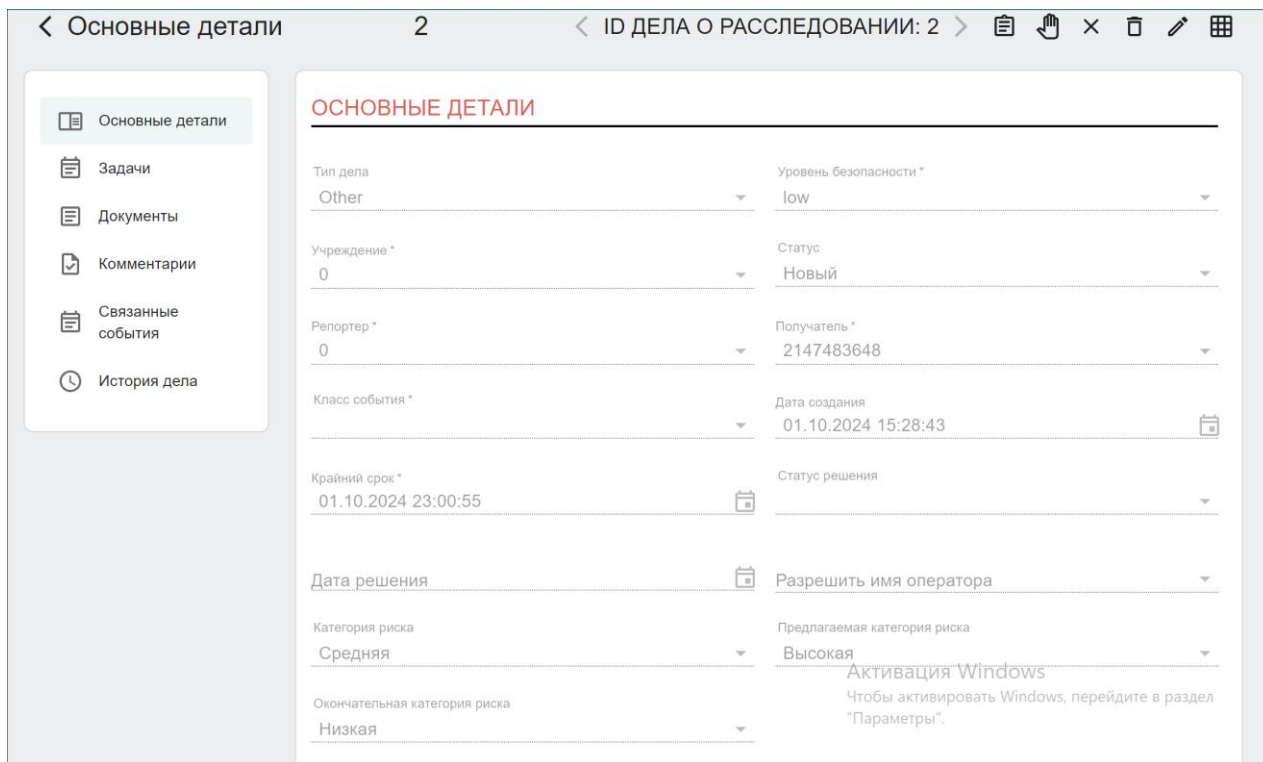 Основные детали
2
ID ДЕЛА О РАССЛЕДОВАНИИ: 2
Основные детали
Задачи
Документы
Комментарии
Связанные
события
История дела
ОСНОВНЫЕ ДЕТАЛИ
Тип дела
Other
Уровень безопасности *
low
Учреждение *
0
Статус
Новый
Репортер *
0
Получатель *
2147483648
Класс события *
Дата создания
01.10.2024 15:28:43
Крайний срок *
01.10.2024 23:00:55
Статус решения
Дата решения
Разрешить имя оператора
Категория риска
Средняя
Предлагаемая категория риска
Высокая
Окончательная категория риска
Низкая
Активация Windows
Чтобы активировать Windows, перейдите в раздел
"Параметры".